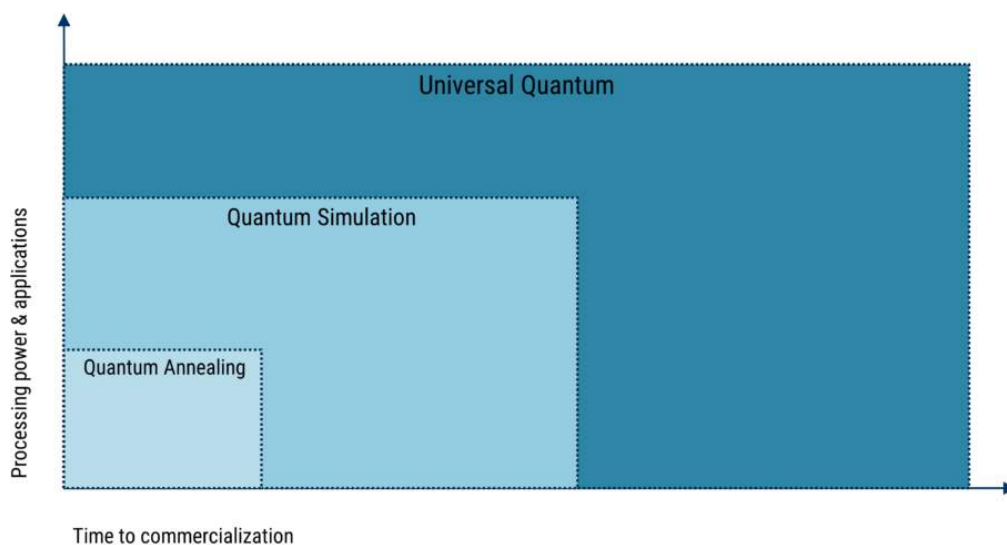 Universal Quantum
Quantum Simulation
Quantum Annealing
Processing power & applications
Time to commercialization